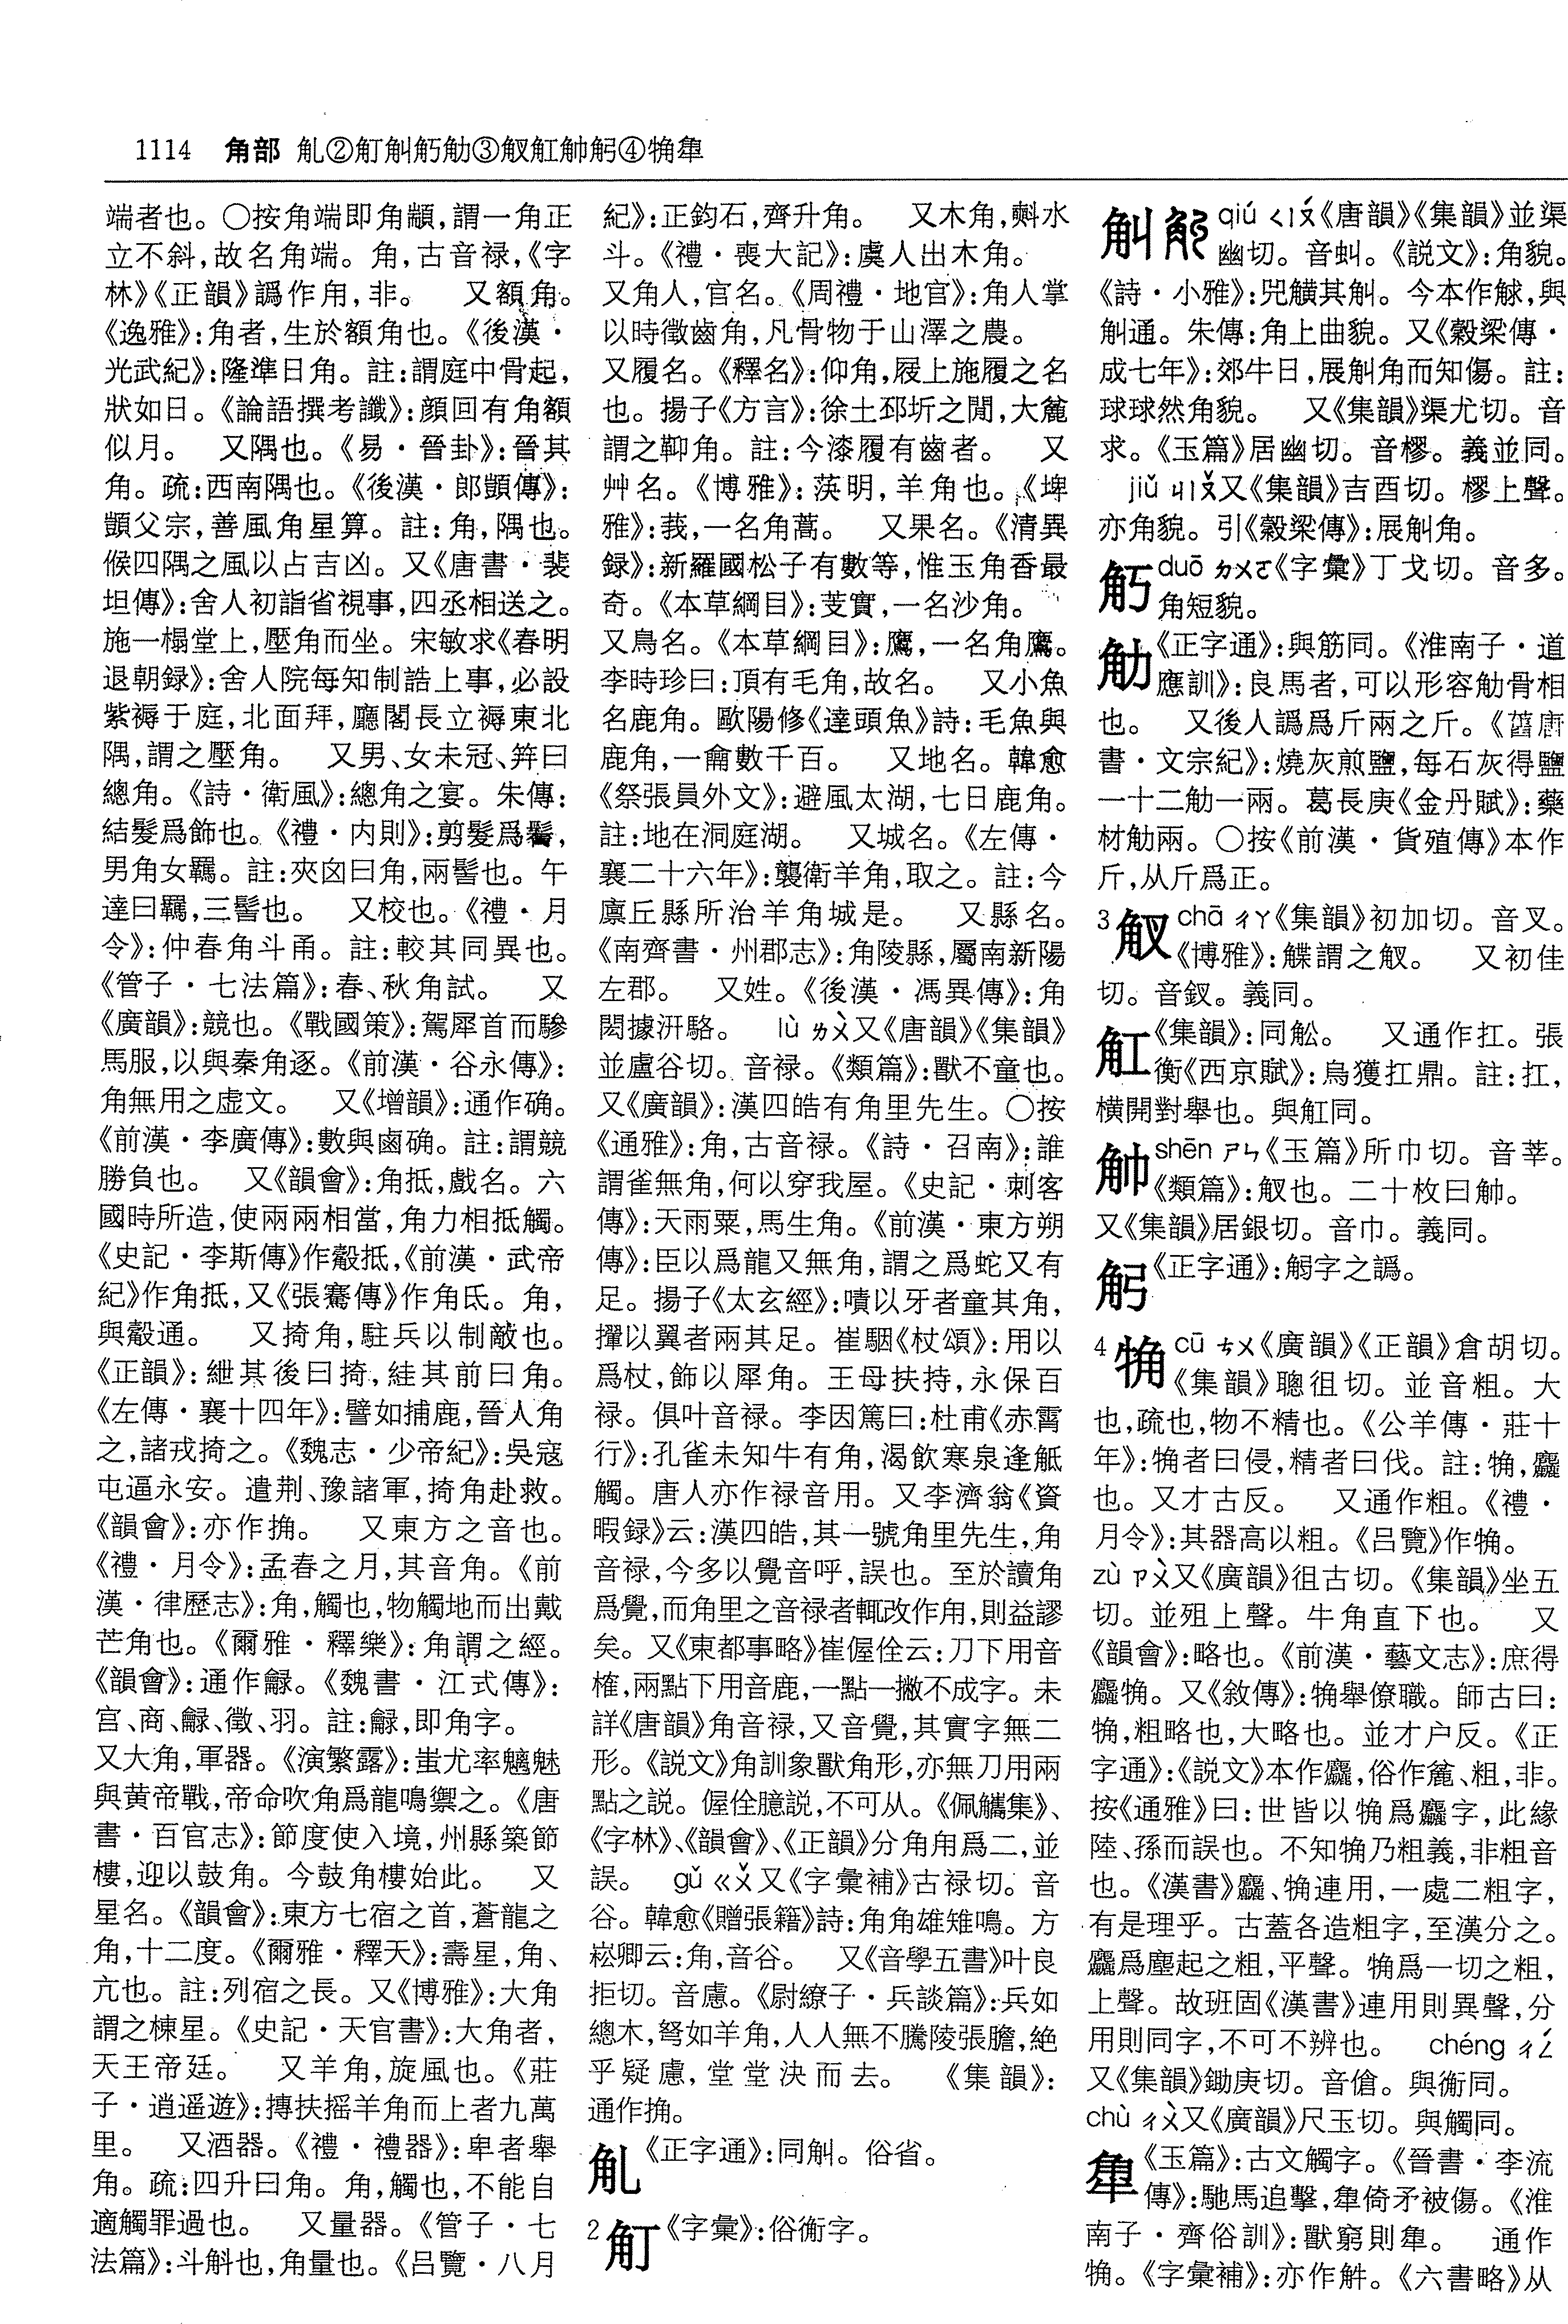 1114 角部 觓②䚗觓𧢵觔③䚢舡䚠䚧④觕𧢻
端者也。○按角端即角顓,謂一角正
立不斜,故名角端。角,古音禄,《字
林》《正韻》譌作甪,非。 又額角。
《逸雅》:角者,生於額角也。《後漢·
光武紀》:隆準日角。註:謂庭中骨起,
狀如日。《論語撰考讖》:顔回有角額
似月。 又隅也。《易·晉卦》:晉其
角。疏:西南隅也。《後漢·郎顗傳》:
顗父宗,善風角星算。註:角,隅也。
候四隅之風以占吉凶。又《唐書·裴
坦傳》:舍人初詣省視事,四丞相送之。
施一榻堂上,壓角而坐。宋敏求《春明
退朝録》:舍人院每知制誥上事,必設
紫褥于庭,北面拜,廳閣長立褥東北
隅,謂之壓角。 又男、女未冠、笄曰
總角。《詩·衛風》:總角之宴。朱傳:
結髮爲飾也。《禮·内則》:剪髮爲鬌,
男角女羈。註:夾囟曰角,兩髻也。午
達曰羈,三髻也。 又校也。《禮·月
令》:仲春角斗甬。註:較其同異也。
《管子·七法篇》:春、秋角試。 又
《廣韻》:競也。《戰國策》:駕犀首而驂
馬服,以與秦角逐。《前漢·谷永傳》:
角無用之虚文。 又《增韻》:通作确。
《前漢·李廣傳》:數與鹵确。註:謂競
勝負也。 又《韻會》:角抵,戲名。六
國時所造,使兩兩相當,角力相抵觸。
《史記·李斯傳》作觳抵,《前漢·武帝
紀》作角抵,又《張騫傳》作角氐。角,
與觳通。 又掎角,駐兵以制敵也。
《正韻》:紲其後曰掎,絓其前曰角。
《左傳·襄十四年》:譬如捕鹿,晉人角
之,諸戎掎之。《魏志·少帝紀》:吳寇
屯逼永安。遣荆、豫諸軍,掎角赴救。
《韻會》:亦作捔。 又東方之音也。
《禮·月令》:孟春之月,其音角。《前
漢·律歷志》:角,觸也,物觸地而出戴
芒角也。《爾雅·釋樂》:角謂之經。
《韻會》:通作龣。《魏書·江式傳》:
宫、商、龣、徵、羽。註:龣,即角字。
又大角,軍器。《演繁露》:蚩尤率魑魅
與黄帝戰,帝命吹角爲龍鳴禦之。《唐
書·百官志》:節度使入境,州縣築節
樓,迎以鼓角。今鼓角樓始此。 又
星名。《韻會》:東方七宿之首,蒼龍之
角,十二度。《爾雅·釋天》:壽星,角、
亢也。註:列宿之長。又《博雅》:大角
謂之棟星。《史記·天官書》:大角者,
天王帝廷。 又羊角,旋風也。《莊
子·逍遥遊》:摶扶摇羊角而上者九萬
里。 又酒器。《禮·禮器》:卑者舉
角。疏:四升曰角。角,觸也,不能自
適觸罪過也。 又量器。《管子·七
法篇》:斗斛也,角量也。《吕覽·八月
紀》:正鈞石,齊升角。 又木角,㪺水
斗。《禮·喪大記》:虞人出木角。
又角人,官名。《周禮·地官》:角人掌
以時徵齒角,凡骨物于山澤之農。
又履名。《釋名》:仰角,屐上施履之名
也。揚子《方言》:徐土邳圻之閒,大麄
謂之䩕角。註:今漆履有齒者。 又
艸名。《博雅》:䒷明,羊角也。《埤
雅》:莪,一名角蒿。 又果名。《清異
録》:新羅國松子有數等,惟玉角香最
奇。《本草綱目》:芰實,一名沙角。
又鳥名。《本草綱目》:鷹,一名角鷹。
李時珍曰:頂有毛角,故名。 又小魚
名鹿角。歐陽修《達頭魚》詩:毛魚與
鹿角,一龠數千百。 又地名。韓愈
《祭張員外文》:避風太湖,七日鹿角。
註:地在洞庭湖。 又城名。《左傳·
襄二十六年》:襲衛羊角,取之。註:今
廪丘縣所治羊角城是。 又縣名。
《南齊書·州郡志》:角陵縣,屬南新陽
左郡。 又姓。《後漢·馮異傳》:角
閎據汧駱。 lù ㄌㄨˋ又《唐韻》《集韻》
並盧谷切。音禄。《類篇》:獸不童也。
又《廣韻》:漢四皓有角里先生。○按
《通雅》:角,古音禄。《詩·召南》:誰
謂雀無角,何以穿我屋。《史記·刺客
傳》:天雨粟,馬生角。《前漢·東方朔
傳》:臣以爲龍又無角,謂之爲蛇又有
足。揚子《太玄經》:嘖以牙者童其角,
㩻以翼者兩其足。崔駰《杖頌》:用以
爲杖,飾以犀角。王母扶持,永保百
禄。俱叶音禄。李因篤曰:杜甫《赤霄
行》:孔雀未知牛有角,渴飲寒泉逢觝
觸。唐人亦作禄音用。又李濟翁《資
暇録》云:漢四皓,其一號角里先生,角
音禄,今多以覺音呼,誤也。至於讀角
爲覺,而角里之音禄者輒改作甪,則益謬
矣。又《東都事略》崔偓佺云:刀下用音
榷,兩點下用音鹿,一點一撇不成字。未
詳《唐韻》角音禄,又音覺,其實字無二
形。《説文》角訓象獸角形,亦無刀用兩
點之説。偓佺臆説,不可从。《佩觿集》、
《字林》、《韻會》、《正韻》分角甪爲二,並
誤。 gǔ ㄍㄨˇ又《字彙補》古禄切。音
谷。韓愈《贈張籍》詩:角角雄雉鳴。方
崧卿云:角,音谷。 又《音學五書》叶良
拒切。音慮。《尉繚子·兵談篇》:兵如
總木,弩如羊角,人人無不騰陵張膽,絶
乎疑慮,堂堂決而去。 《集韻》:
通作捔。
《正字通》:同觓。俗省。
2 《字彙》:俗衡字。
觓 qiú ㄑㄧㄡˊ《唐韻》《集韻》並渠
幽切。音虯。《説文》:角貌。
《詩·小雅》:兕觵其觓。今本作觩,與
觓通。朱傳:角上曲貌。又《穀梁傳·
成七年》:郊牛日,展觓角而知傷。註:
球球然角貌。 又《集韻》渠尤切。音
求。《玉篇》居幽切。音樛。義並同。
jiǔ ㄐㄧㄡˇ又《集韻》吉酉切。樛上聲。
亦角貌。引《穀梁傳》:展觓角。
duō ㄉㄨㄛ《字彙》丁戈切。音多。
角短貌。
觔 《正字通》:與筋同。《淮南子·道
應訓》:良馬者,可以形容觔骨相
也。 又後人譌爲斤兩之斤。《舊唐
書·文宗紀》:燒灰煎鹽,每石灰得鹽
一十二觔一兩。葛長庚《金丹賦》:藥
材觔兩。○按《前漢·貨殖傳》本作
斤,从斤爲正。
3 chā ㄔㄚ《集韻》初加切。音叉。
《博雅》:䚢謂之𧣁。 又初佳
切。音釵。義同。
《集韻》:同舩。 又通作扛。張
衡《西京賦》:烏獲扛鼎。註:扛,
横開對舉也。與舡同。
shēn ㄕㄣ《玉篇》所巾切。音莘。
《類篇》:𧣁也。二十枚曰䚠。
又《集韻》居銀切。音巾。義同。
《正字通》:觸字之譌。
4 觕 cū ㄘㄨ《廣韻》《正韻》倉胡切。
《集韻》聰徂切。並音粗。大
也,疏也,物不精也。《公羊傳·莊十
年》:觕者曰侵,精者曰伐。註:觕,麤
也。又才古反。 又通作粗。《禮·
月令》:其器高以粗。《吕覽》作觕。
zù ㄗㄨˋ又《廣韻》徂古切。《集韻》坐五
切。並殂上聲。牛角直下也。 又
《韻會》:略也。《前漢·藝文志》:庶得
麤觕。又《敘傳》:觕舉僚職。師古曰:
觕,粗略也,大略也。並才户反。《正
字通》:《説文》本作麤,俗作麄、粗,非。
按《通雅》曰:世皆以觕爲麤字,此緣
陸、孫而誤也。不知觕乃粗義,非粗音
也。《漢書》麤、觕連用,一處二粗字,
有是理乎。古蓋各造粗字,至漢分之。
麤爲塵起之粗,平聲。觕爲一切之粗,
上聲。故班固《漢書》連用則異聲,分
用則同字,不可不辨也。 chéng ㄔㄥˊ
又《集韻》鋤庚切。音傖。與衡同。
chù ㄔㄨˋ又《廣韻》尺玉切。與觸同。
《玉篇》:古文觸字。《晉書·李流
傳》:馳馬追擊,𧢻倚矛被傷。《淮
南子·齊俗訓》:獸窮則𧢻。 通作
觕。《字彙補》:亦作觲。《六書略》从